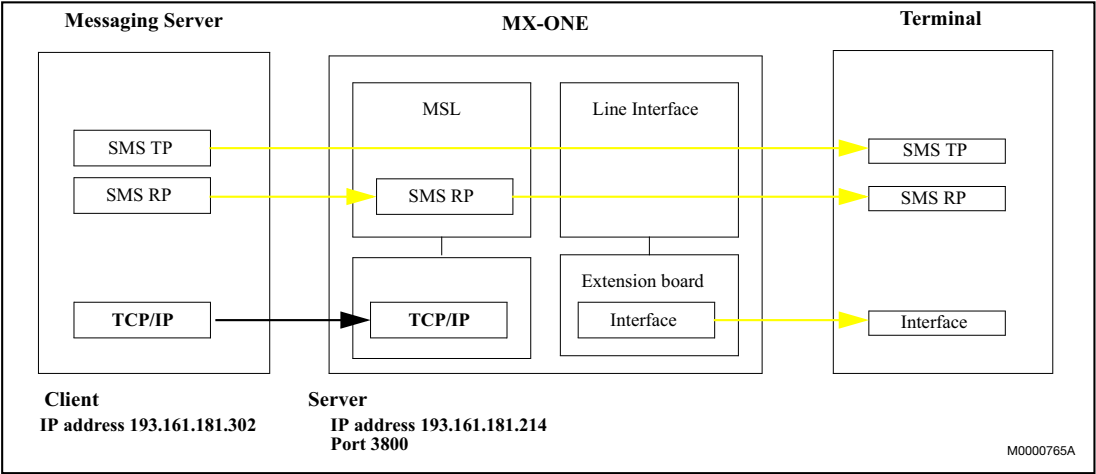 Messaging Server
MX-ONE
Terminal
MSL
Line Interface
SMS TP
SMS TP
SMS RP
SMS RP
SMS RP
Extension board
TCP/IP
TCP/IP
Interface
Interface
Client
Server
IP address 193.161.181.302
IP address 193.161.181.214
Port 3800
M0000765A